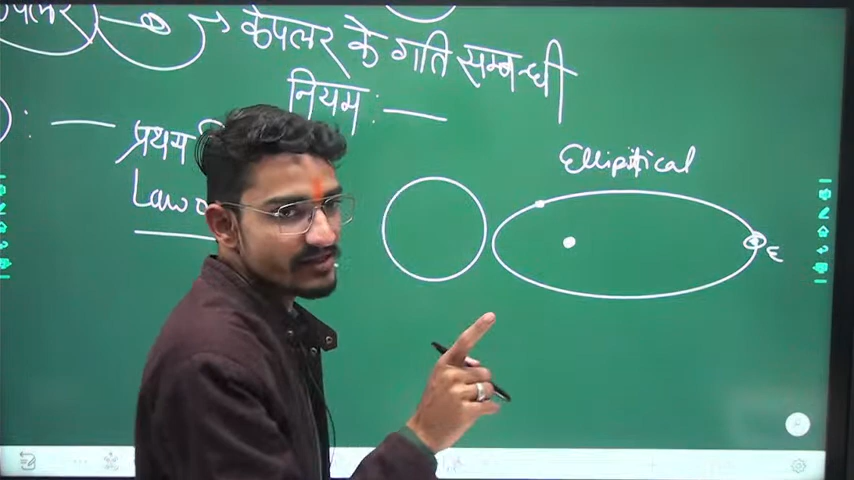 केपलर के गति सम्बन्धी
नियम :—
: — प्रथम
Law
Elliptical
E